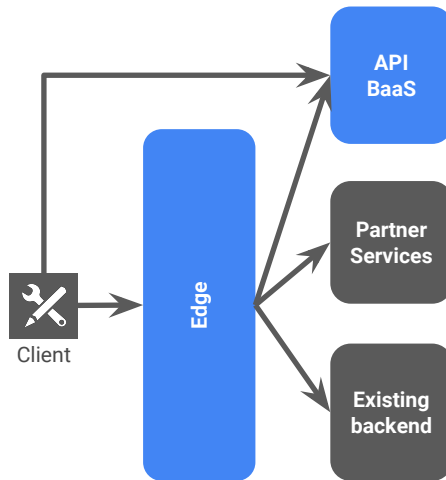 API
BaaS
Partner
Services
Edge
Client
Existing
backend